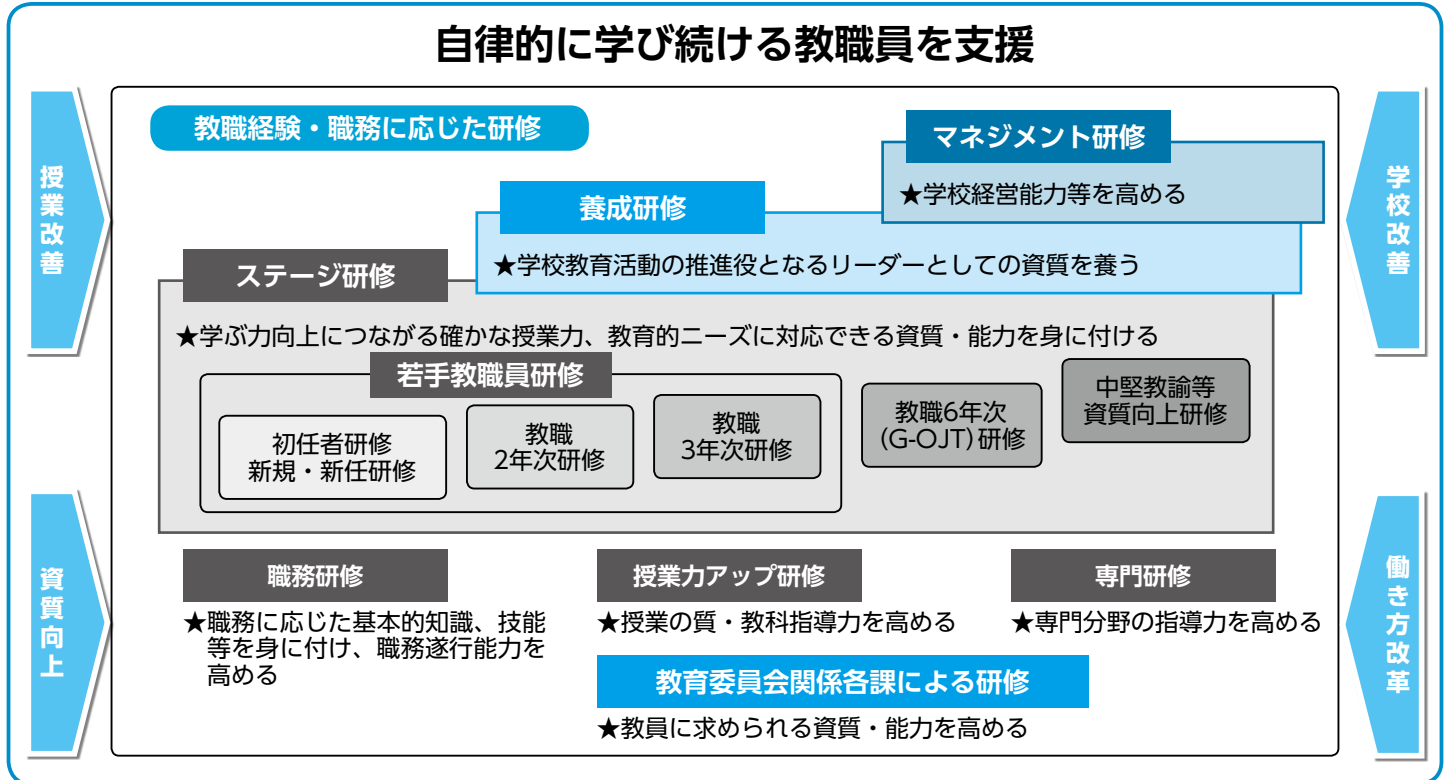 自律的に学び続ける教職員を支援
授業改善
資質向上
学校改善
働き方改革
教職経験・職務に応じた研修
マネジメント研修
★学校経営能力等を高める
養成研修
★学校教育活動の推進役となるリーダーとしての資質を養う
ステージ研修
★学ぶ力向上につながる確かな授業力、教育的ニーズに対応できる資質・能力を身に付ける
若手教職員研修
初任者研修
新規・新任研修
教職
2年次研修
教職
3年次研修
教職6年次
(G-OJT)研修
中堅教諭等
資質向上研修
職務研修
★職務に応じた基本的知識、技能
等を身に付け、職務遂行能力を
高める
授業力アップ研修
★授業の質・教科指導力を高める
専門研修
★専門分野の指導力を高める
教育委員会関係各課による研修
★教員に求められる資質・能力を高める